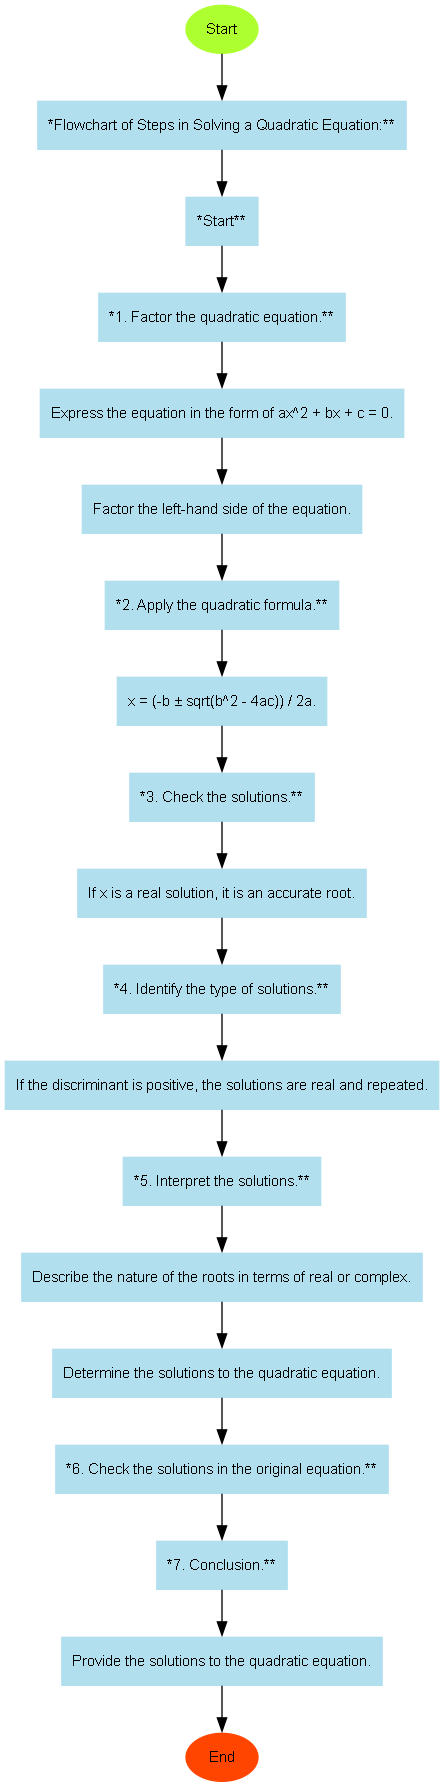 Start
*Flowchart of Steps in Solving a Quadratic Equation:**
*Start**
*1. Factor the quadratic equation.**
Express the equation in the form of ax^2 + bx + c = 0.
Factor the left-hand side of the equation.
*2. Apply the quadratic formula.**
x = (-b ± sqrt(b^2 - 4ac)) / 2a.
*3. Check the solutions.**
If x is a real solution, it is an accurate root.
*4. Identify the type of solutions.**
If the discriminant is positive, the solutions are real and repeated.
*5. Interpret the solutions.**
Describe the nature of the roots in terms of real or complex.
Determine the solutions to the quadratic equation.
*6. Check the solutions in the original equation.**
*7. Conclusion.**
Provide the solutions to the quadratic equation.
End